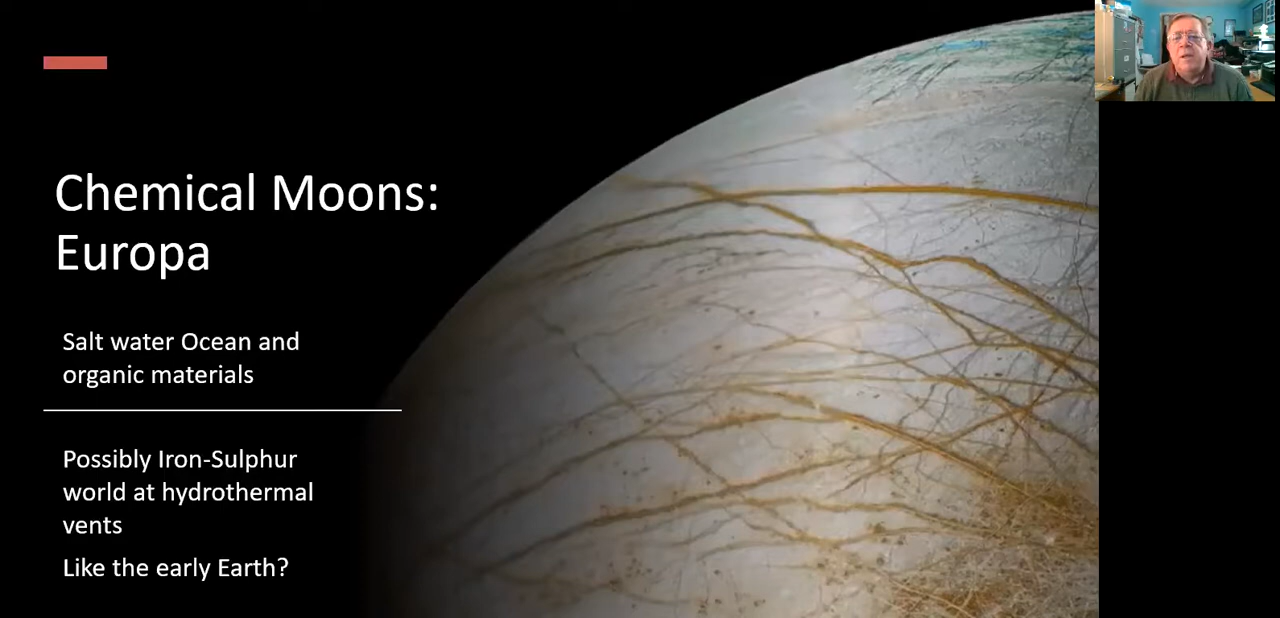 Chemical Moons:
Europa
Salt water Ocean and
organic materials
Possibly Iron-Sulphur
world at hydrothermal
vents
Like the early Earth?